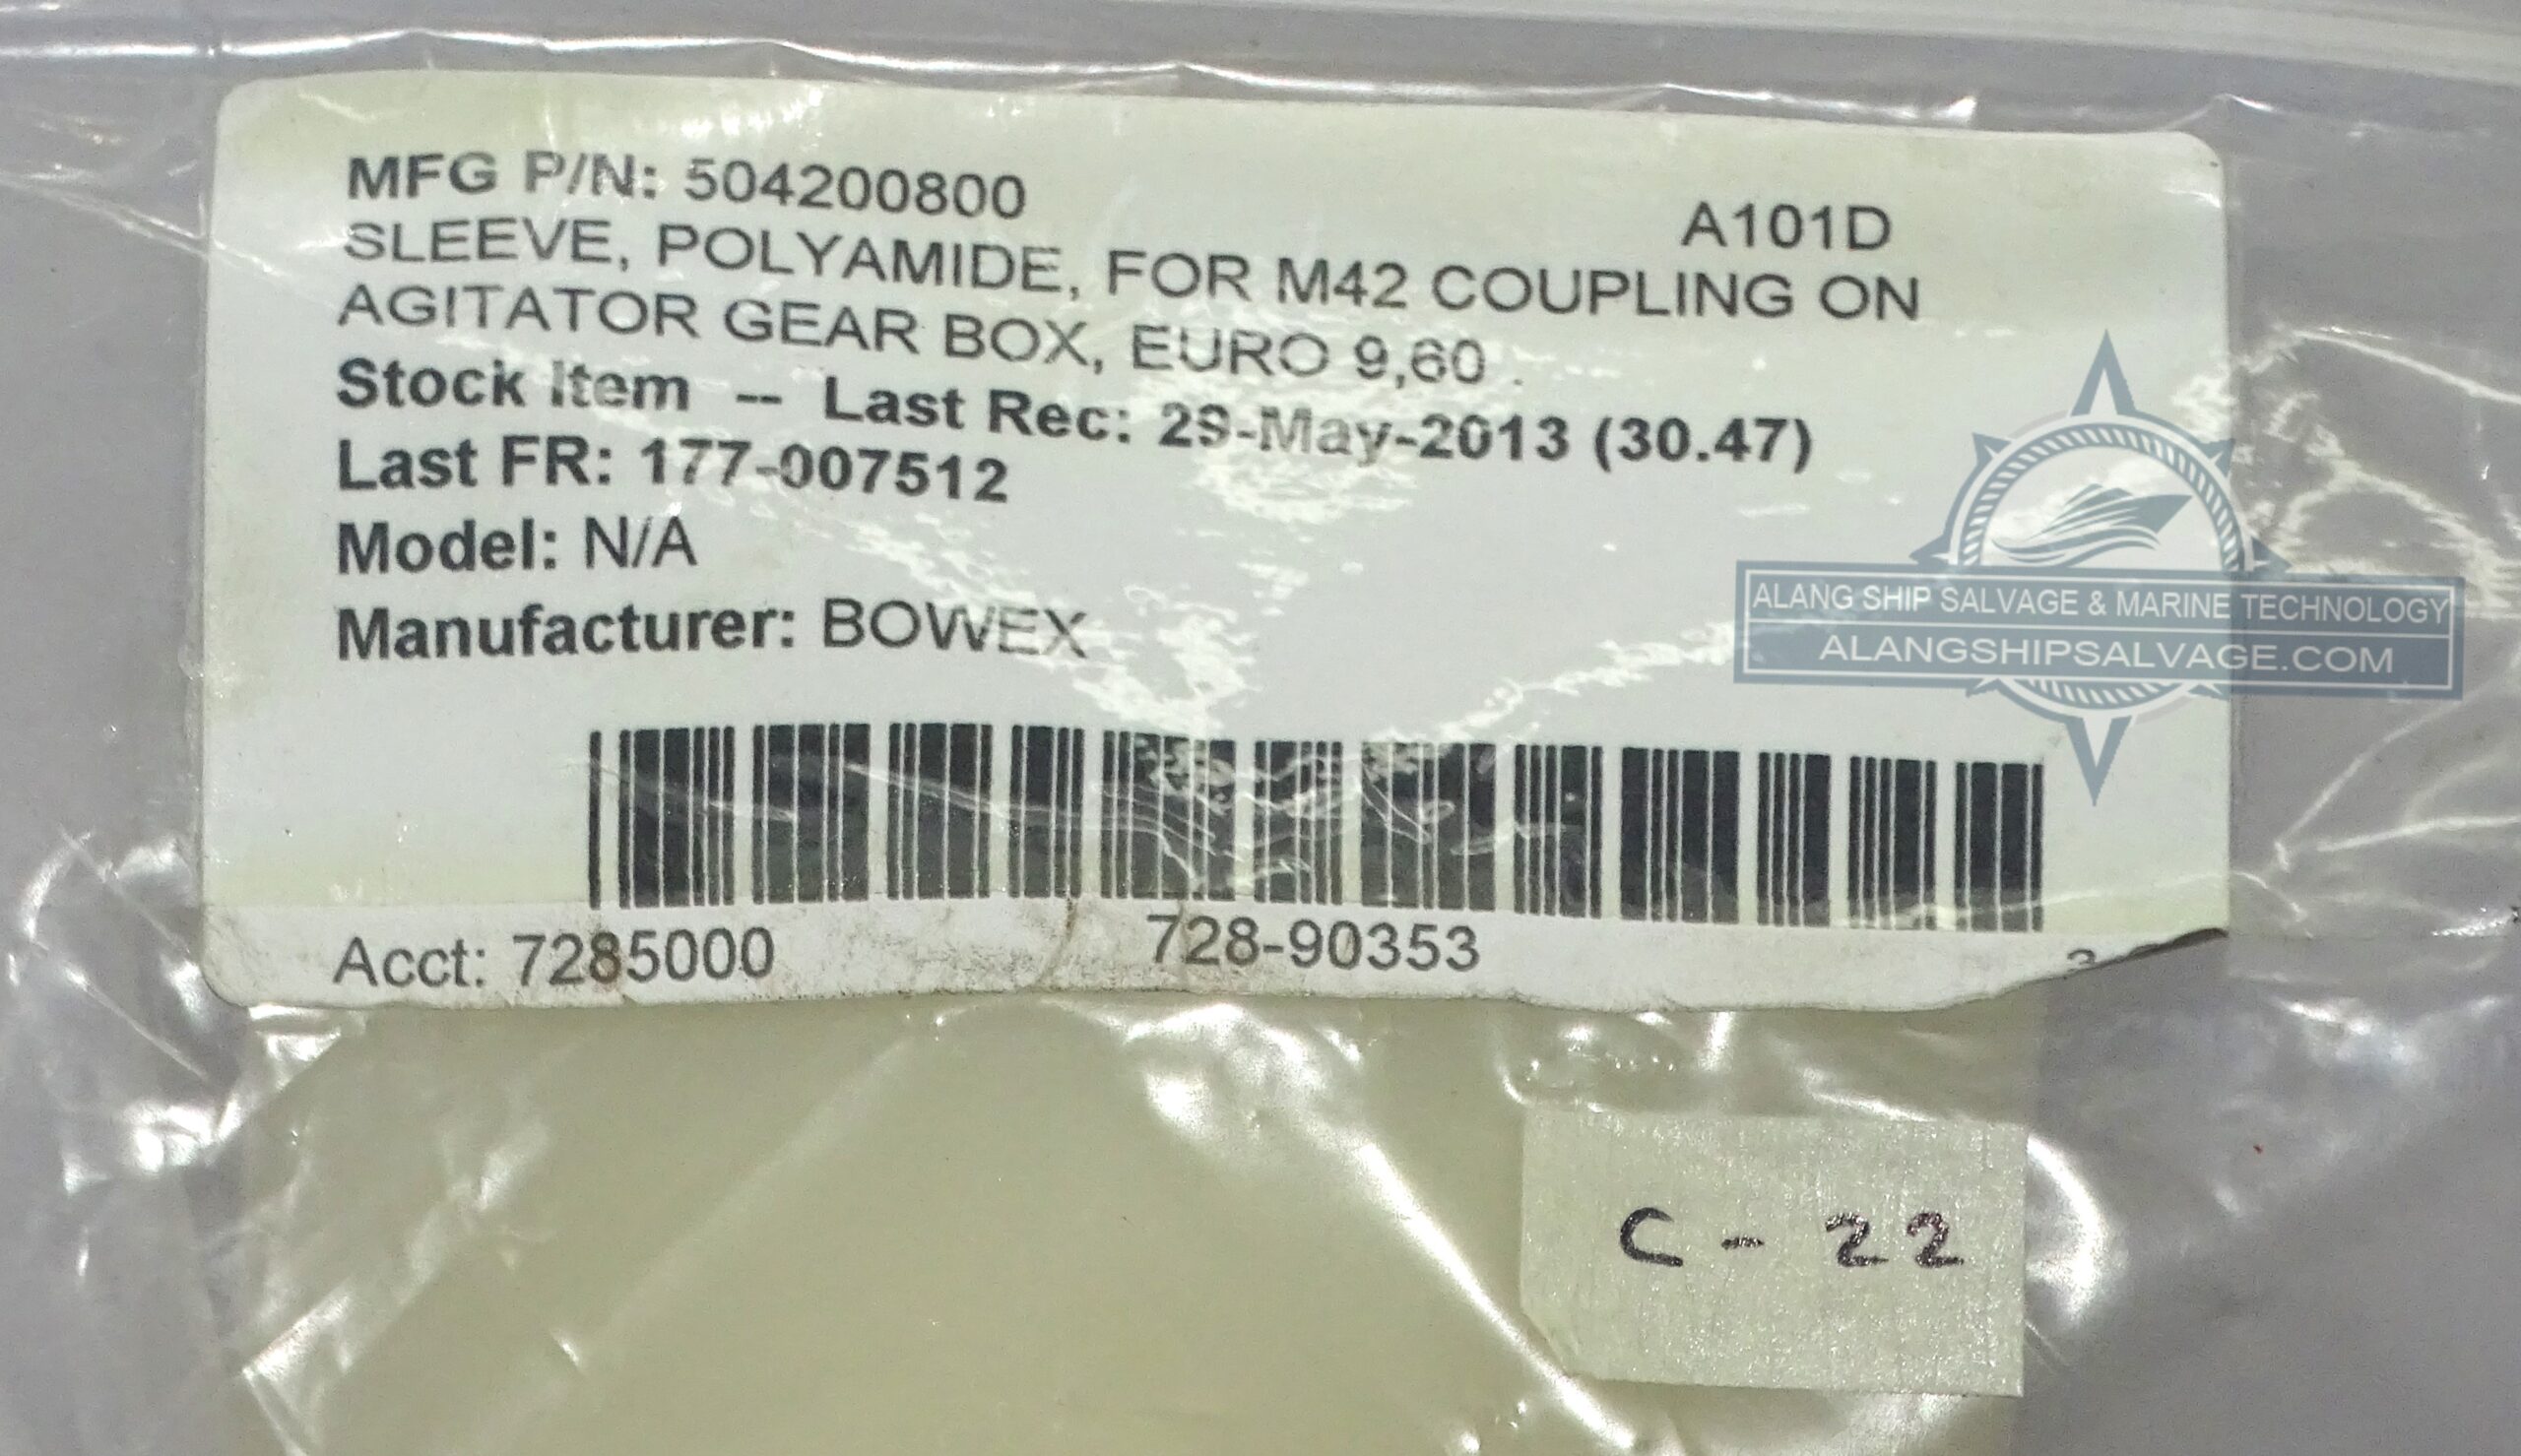 MFG P/N: 504200800
A101D
SLEEVE, POLYAMIDE, FOR M42 COUPLING ON
AGITATOR GEAR BOX, EURO 9,60 .
Stock Item -- Last Rec: 29-May-2013 (30.47)
Last FR: 177-007512
Model: N/A
Manufacturer: BOWEX
ALANG SHIP SALVAGE & MARINE TECHNOLOGY
ALANGSHIPSALVAGE.COM
Acct: 7285000 728-90353
C - 22